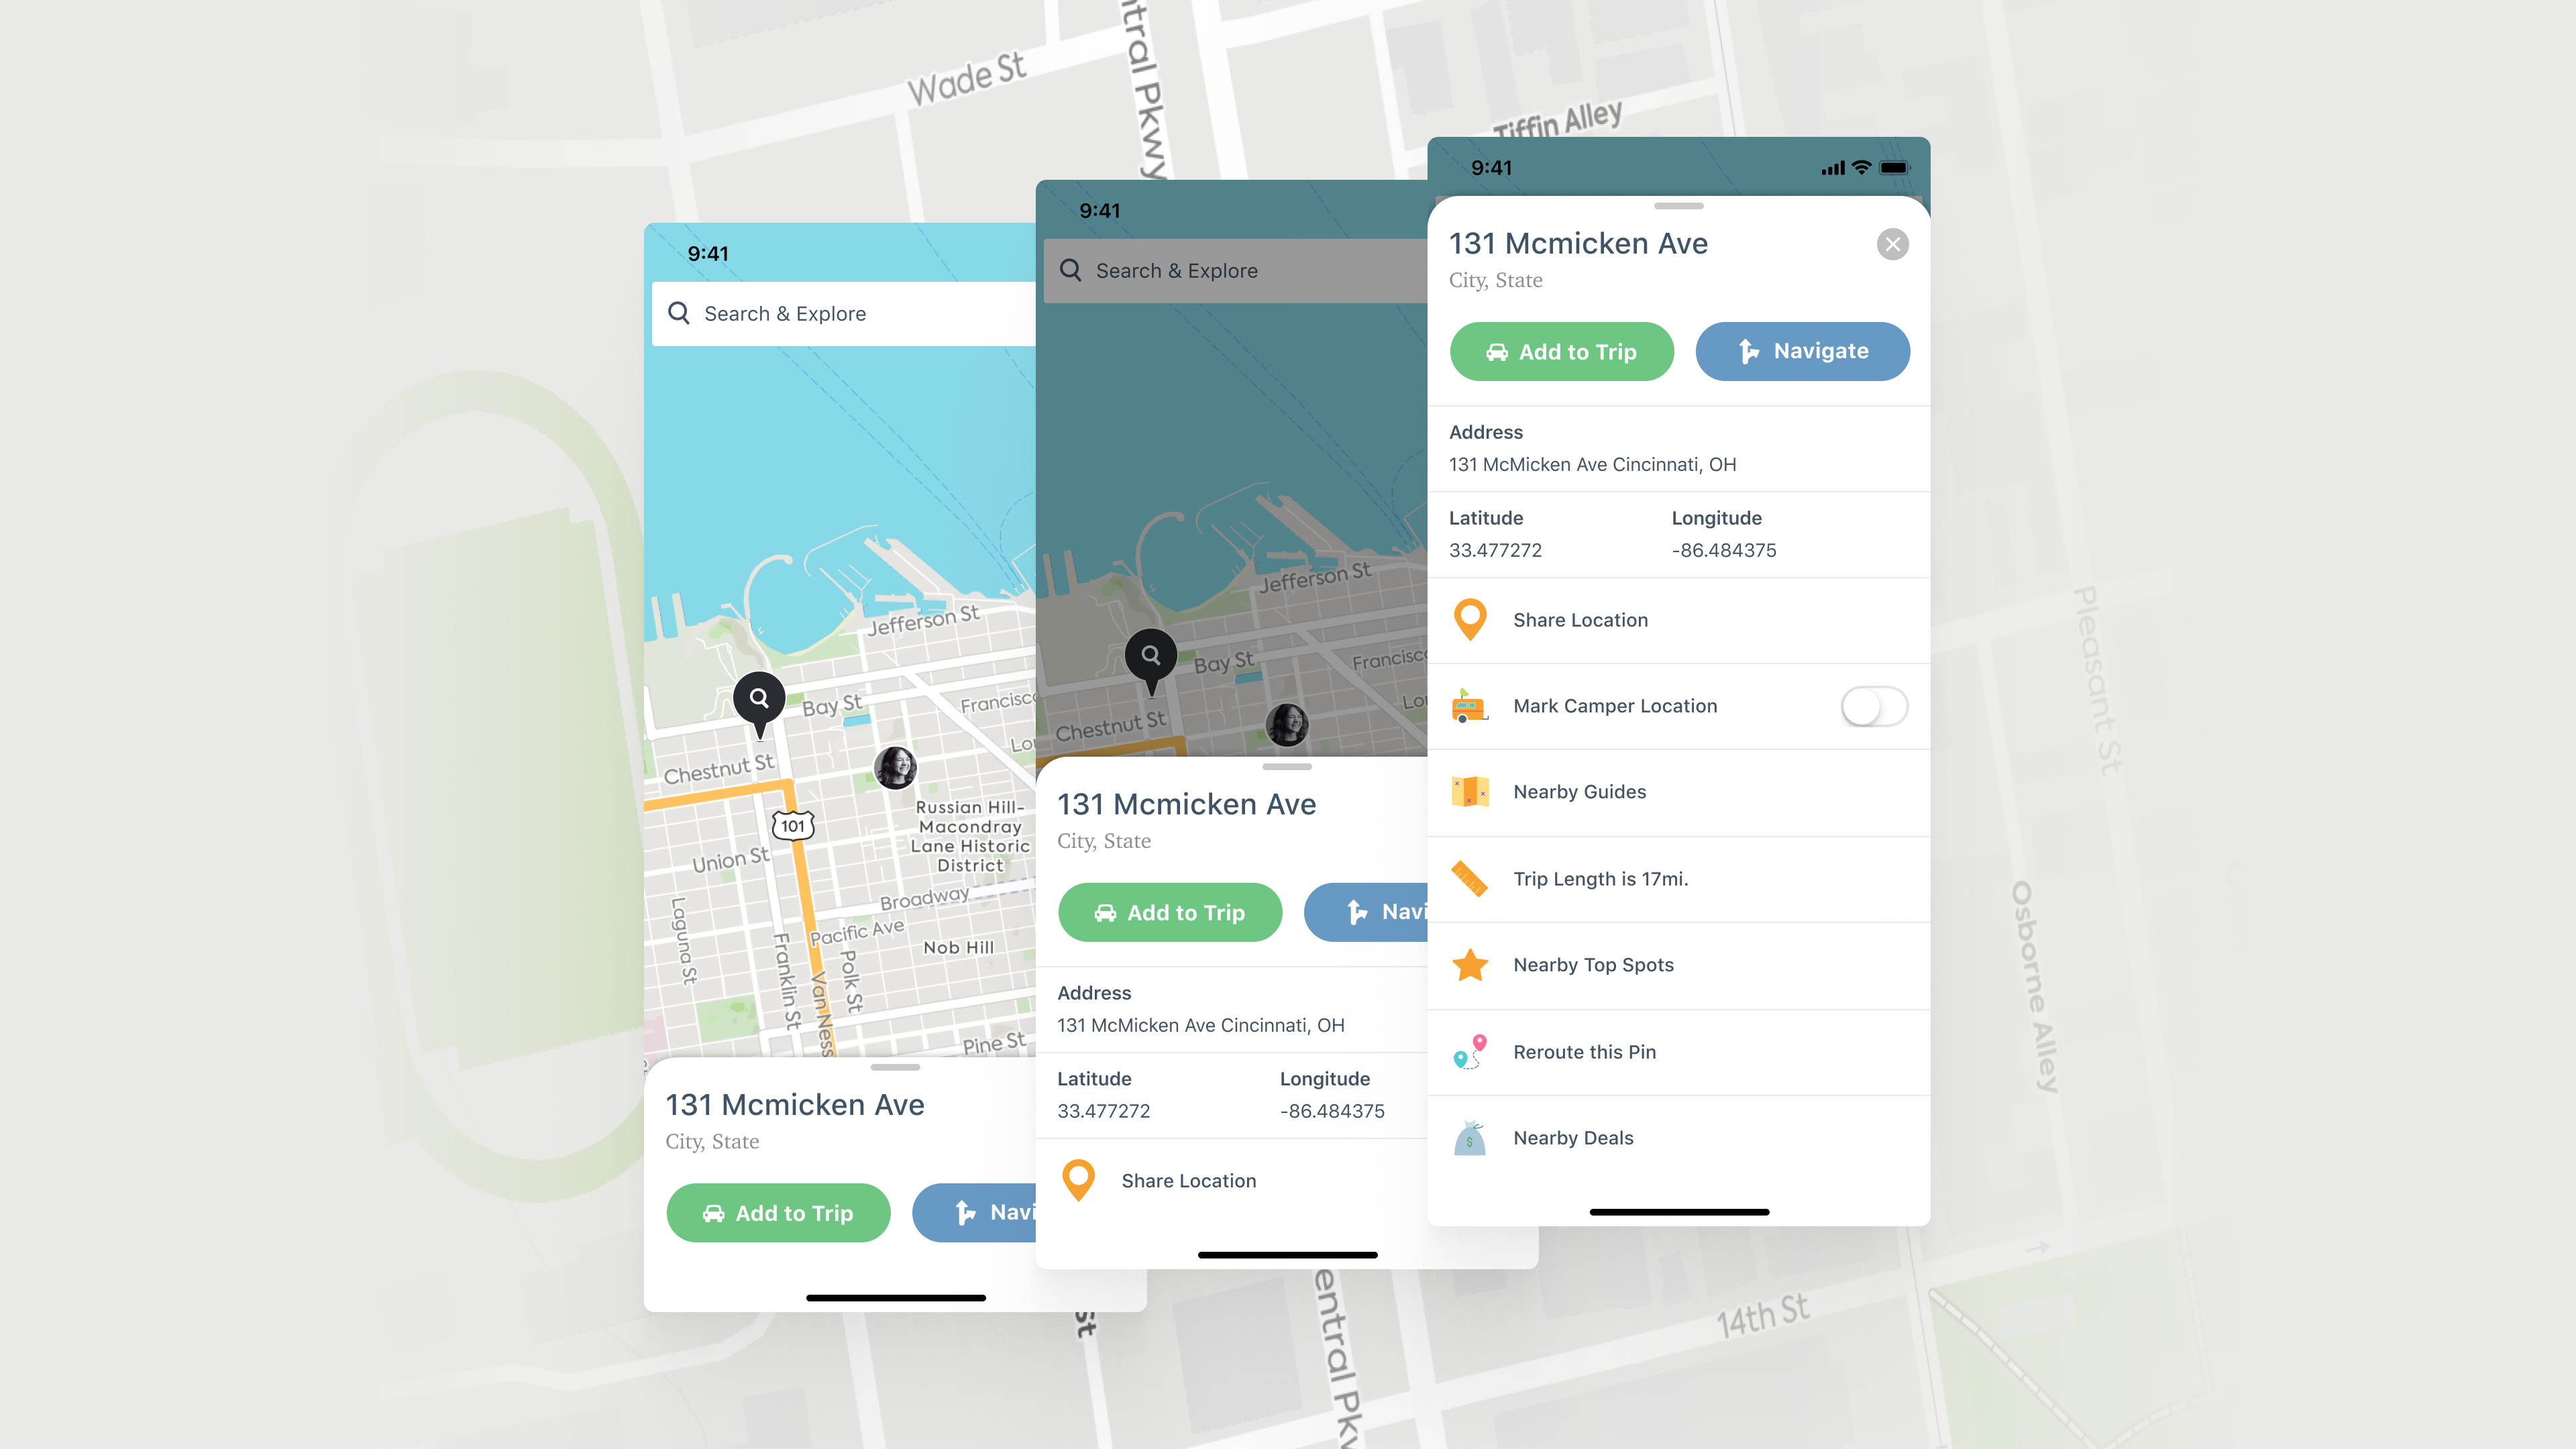 Wade St
ntral Pkwy
Tiffin Alley
Pleasant St
Osborne Alley
14th St
entral Pkw
St
9:41
Search & Explore
Jefferson St
Bay St
Francisc
Lo
Chestnut St
101
Russian Hill-
Macondray
Lane Historic
District
Union St
Broadway
Pacific Ave
Nob Hill
Laguna St
Franklin St
Van Ness
Polk St
Pine St
131 Mcmicken Ave
City, State
Add to Trip
Navi
9:41
Search & Explore
Jefferson St
Bay St
Francisc
Lo
Chestnut St
131 Mcmicken Ave
City, State
Add to Trip
Navi
Address
131 McMicken Ave Cincinnati, OH
Latitude
Longitude
33.477272
-86.484375
Share Location
9:41
131 Mcmicken Ave
City, State
Add to Trip
Navigate
Address
131 McMicken Ave Cincinnati, OH
Latitude
Longitude
33.477272
-86.484375
Share Location
Mark Camper Location
Nearby Guides
Trip Length is 17mi.
Nearby Top Spots
Reroute this Pin
$
Nearby Deals